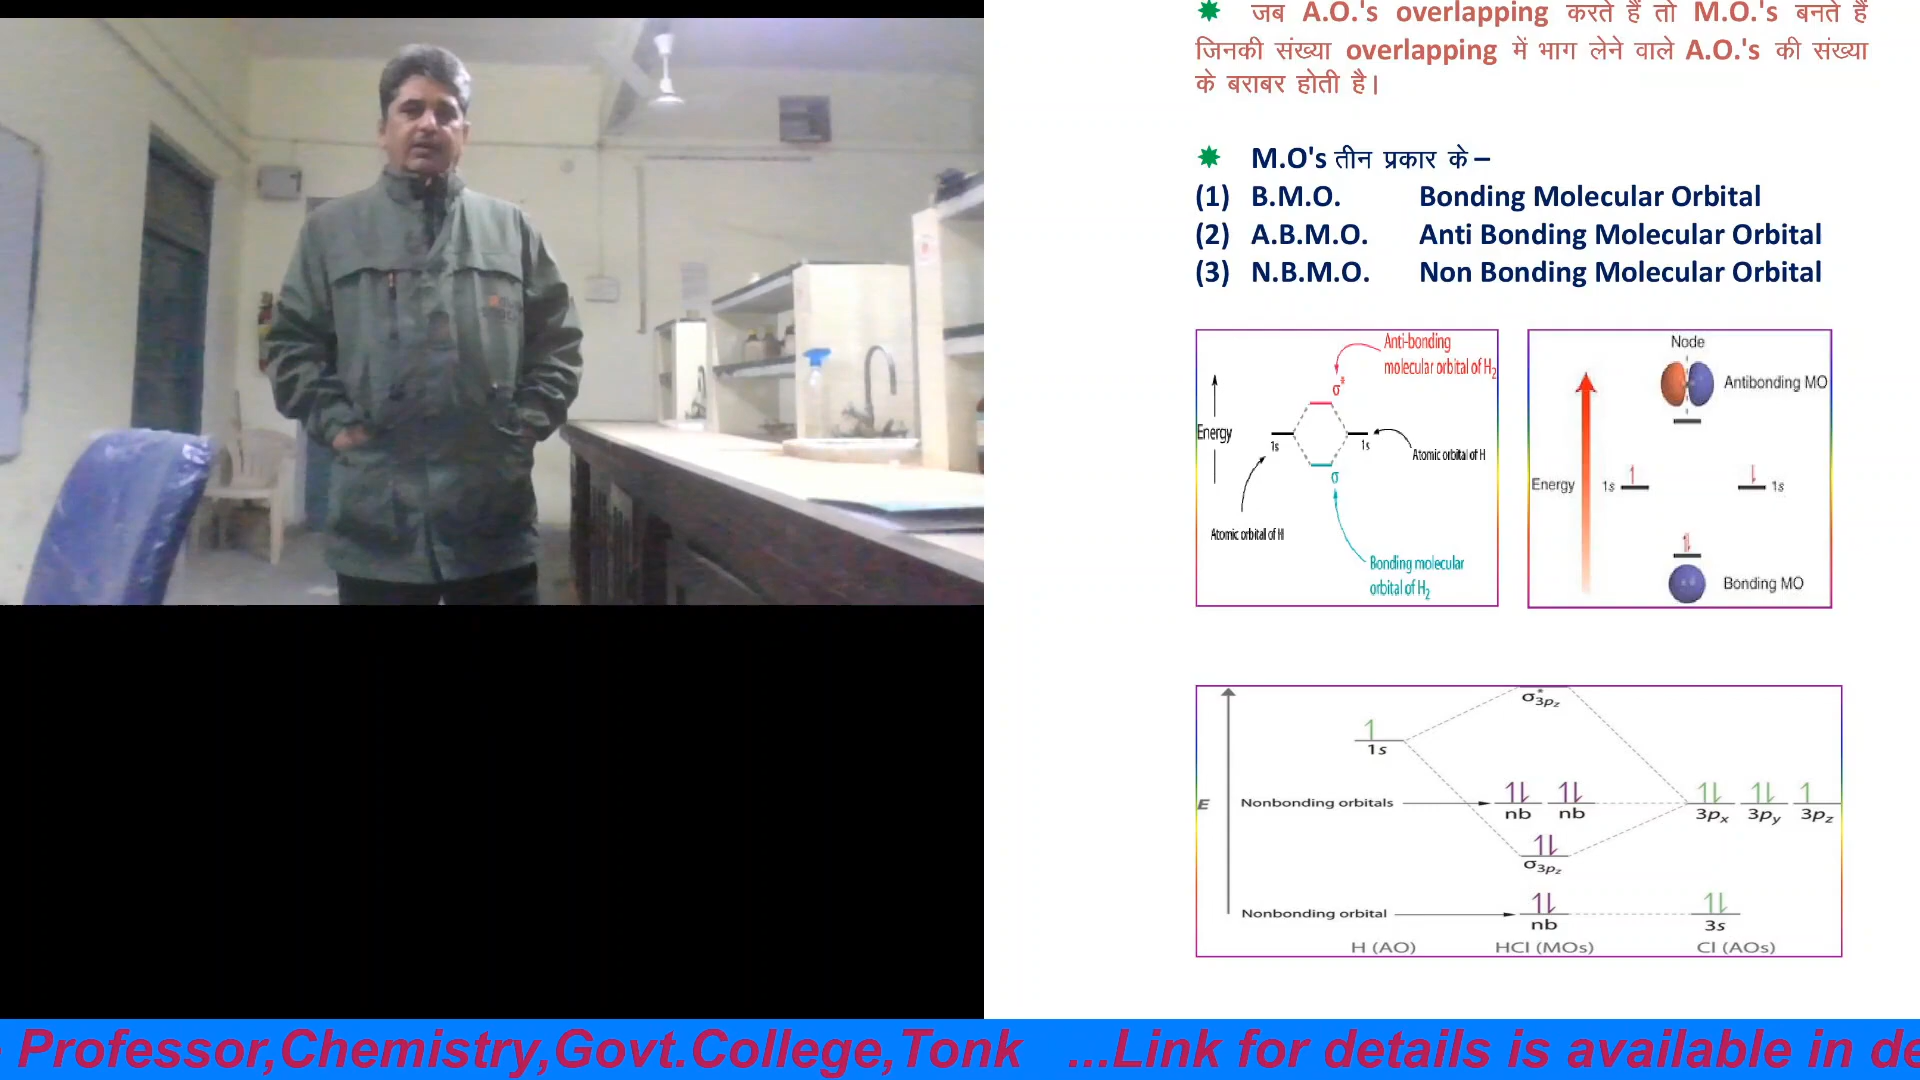 जब A.O.'s overlapping करते हैं तो M.O.'s बनते हैं
जिनकी संख्या overlapping में भाग लेने वाले A.O.'s की संख्या
के बराबर होती है।
M.O's तीन प्रकार के –
(1) B.M.O. Bonding Molecular Orbital
(2) A.B.M.O. Anti Bonding Molecular Orbital
(3) N.B.M.O. Non Bonding Molecular Orbital
Anti-bonding
molecular orbital of H2
σ*
Energy
1s
1s
Atomic orbital of H
σ
Atomic orbital of H
Bonding molecular
orbital of H2
Node
Antibonding MO
Energy
1s
1s
Bonding MO
σ*3pz
1s
E
Nonbonding orbitals
nb nb
3px 3py 3pz
σ3pz
Nonbonding orbital
nb
3s
H (AO) HCl (MOs) Cl (AOs)
Professor,Chemistry,Govt.College,Tonk ...Link for details is available in de